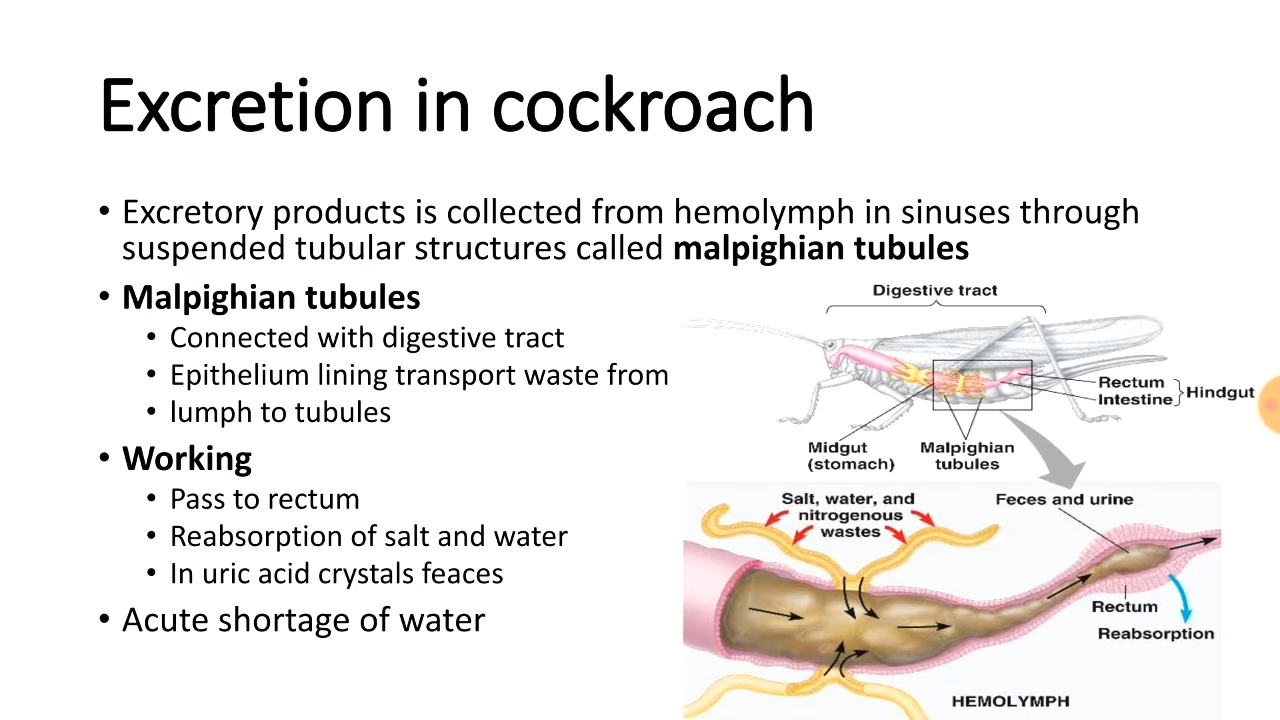 Excretion in cockroach
• Excretory products is collected from hemolymph in sinuses through
suspended tubular structures called malpighian tubules
• Malpighian tubules
• Connected with digestive tract
• Epithelium lining transport waste from
• lumph to tubules
• Working
• Pass to rectum
• Reabsorption of salt and water
• In uric acid crystals feaces
• Acute shortage of water
Digestive tract
Rectum
Intestine
Hindgut
Midgut
(stomach)
Malpighian
tubules
Salt, water, and
nitrogenous
wastes
Feces and urine
Rectum
Reabsorption
HEMOLYMPH